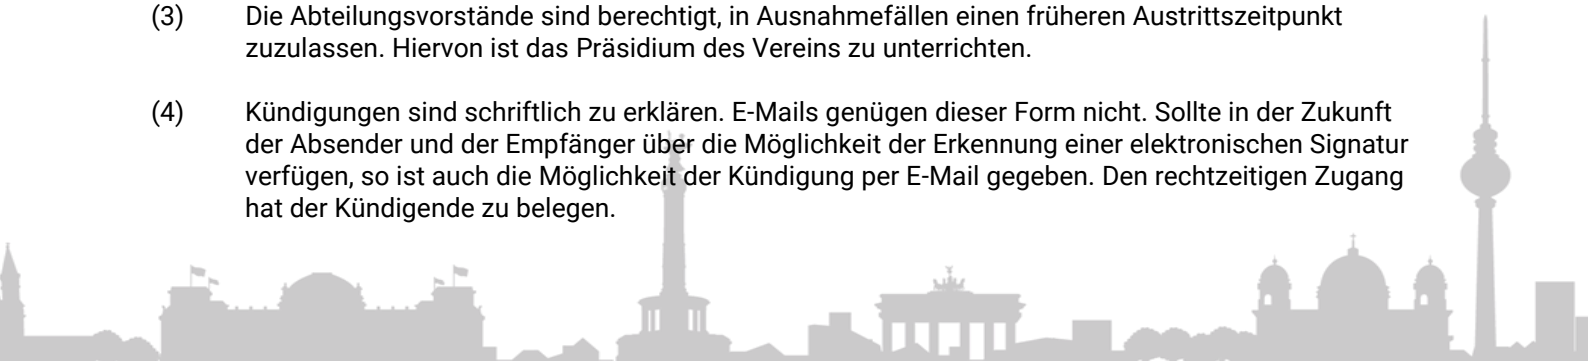 (3) Die Abteilungsvorstände sind berechtigt, in Ausnahmefällen einen früheren Austrittszeitpunkt
zuzulassen. Hiervon ist das Präsidium des Vereins zu unterrichten.
(4) Kündigungen sind schriftlich zu erklären. E-Mails genügen dieser Form nicht. Sollte in der Zukunft
der Absender und der Empfänger über die Möglichkeit der Erkennung einer elektronischen Signatur
verfügen, so ist auch die Möglichkeit der Kündigung per E-Mail gegeben. Den rechtzeitigen Zugang
hat der Kündigende zu belegen.